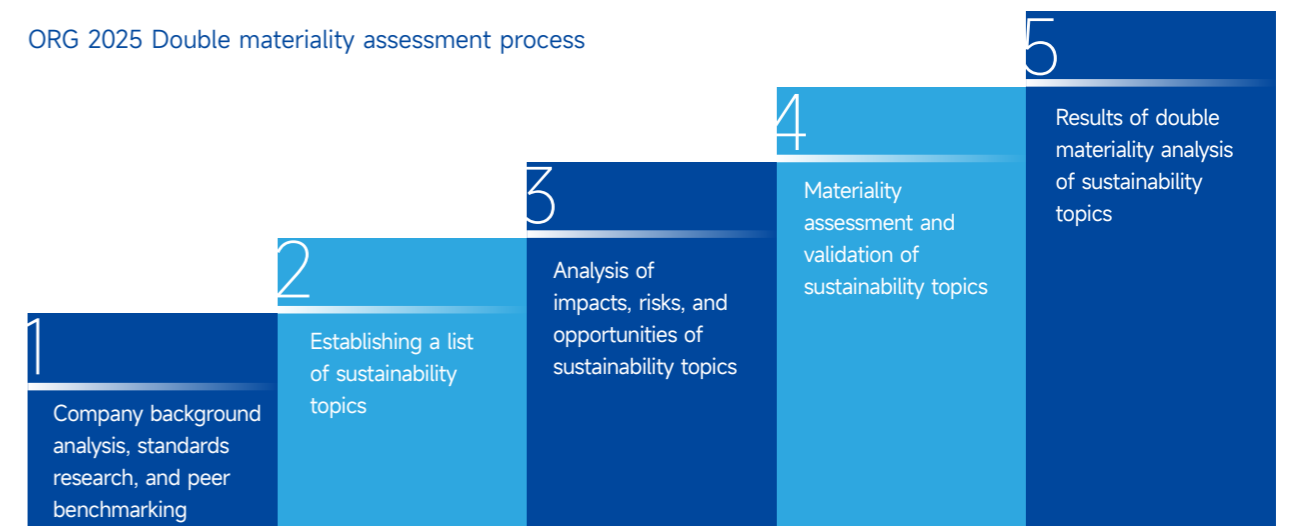 ORG 2025 Double materiality assessment process
1
Company background
analysis, standards
research, and peer
benchmarking
2
Establishing a list
of sustainability
topics
3
Analysis of
impacts, risks, and
opportunities of
sustainability topics
4
Materiality
assessment and
validation of
sustainability topics
5
Results of double
materiality analysis
of sustainability
topics